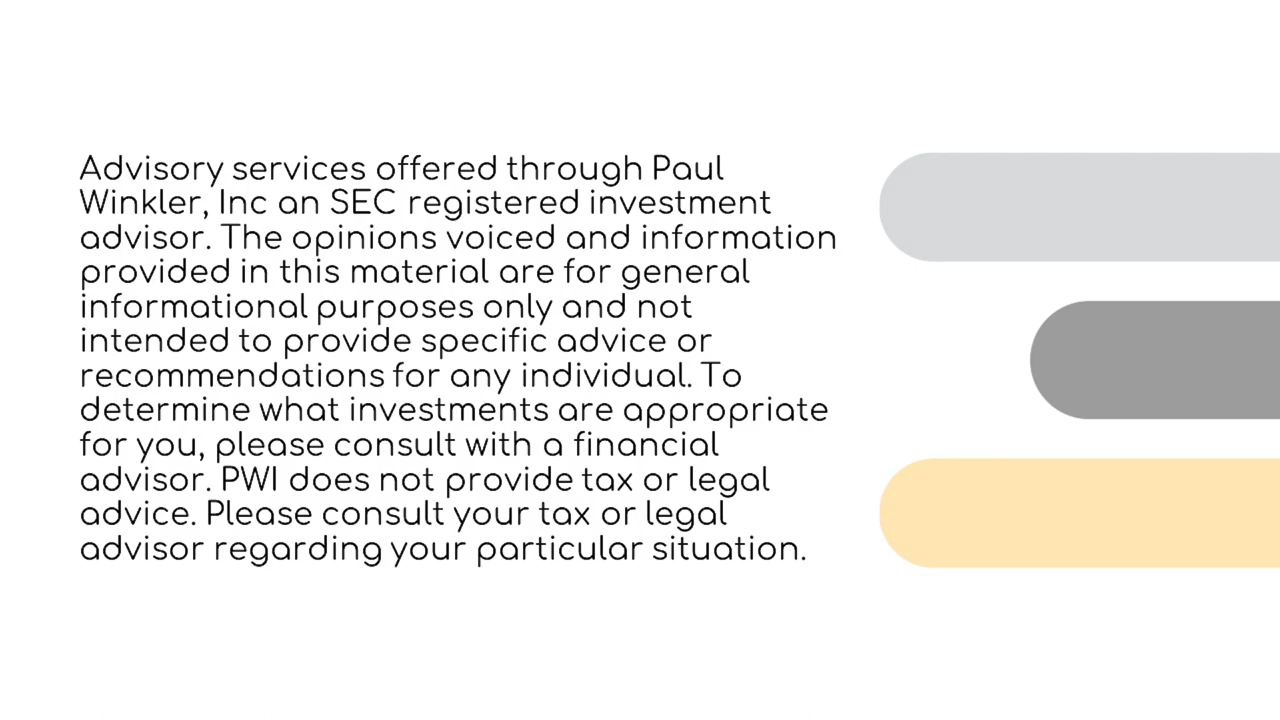 Advisory services offered through Paul
Winkler, Inc an SEC registered investment
advisor. The opinions voiced and information
provided in this material are for general
informational purposes only and not
intended to provide specific advice or
recommendations for any individual. To
determine what investments are appropriate
for you, please consult with a financial
advisor. PWI does not provide tax or legal
advice. Please consult your tax or legal
advisor regarding your particular situation.